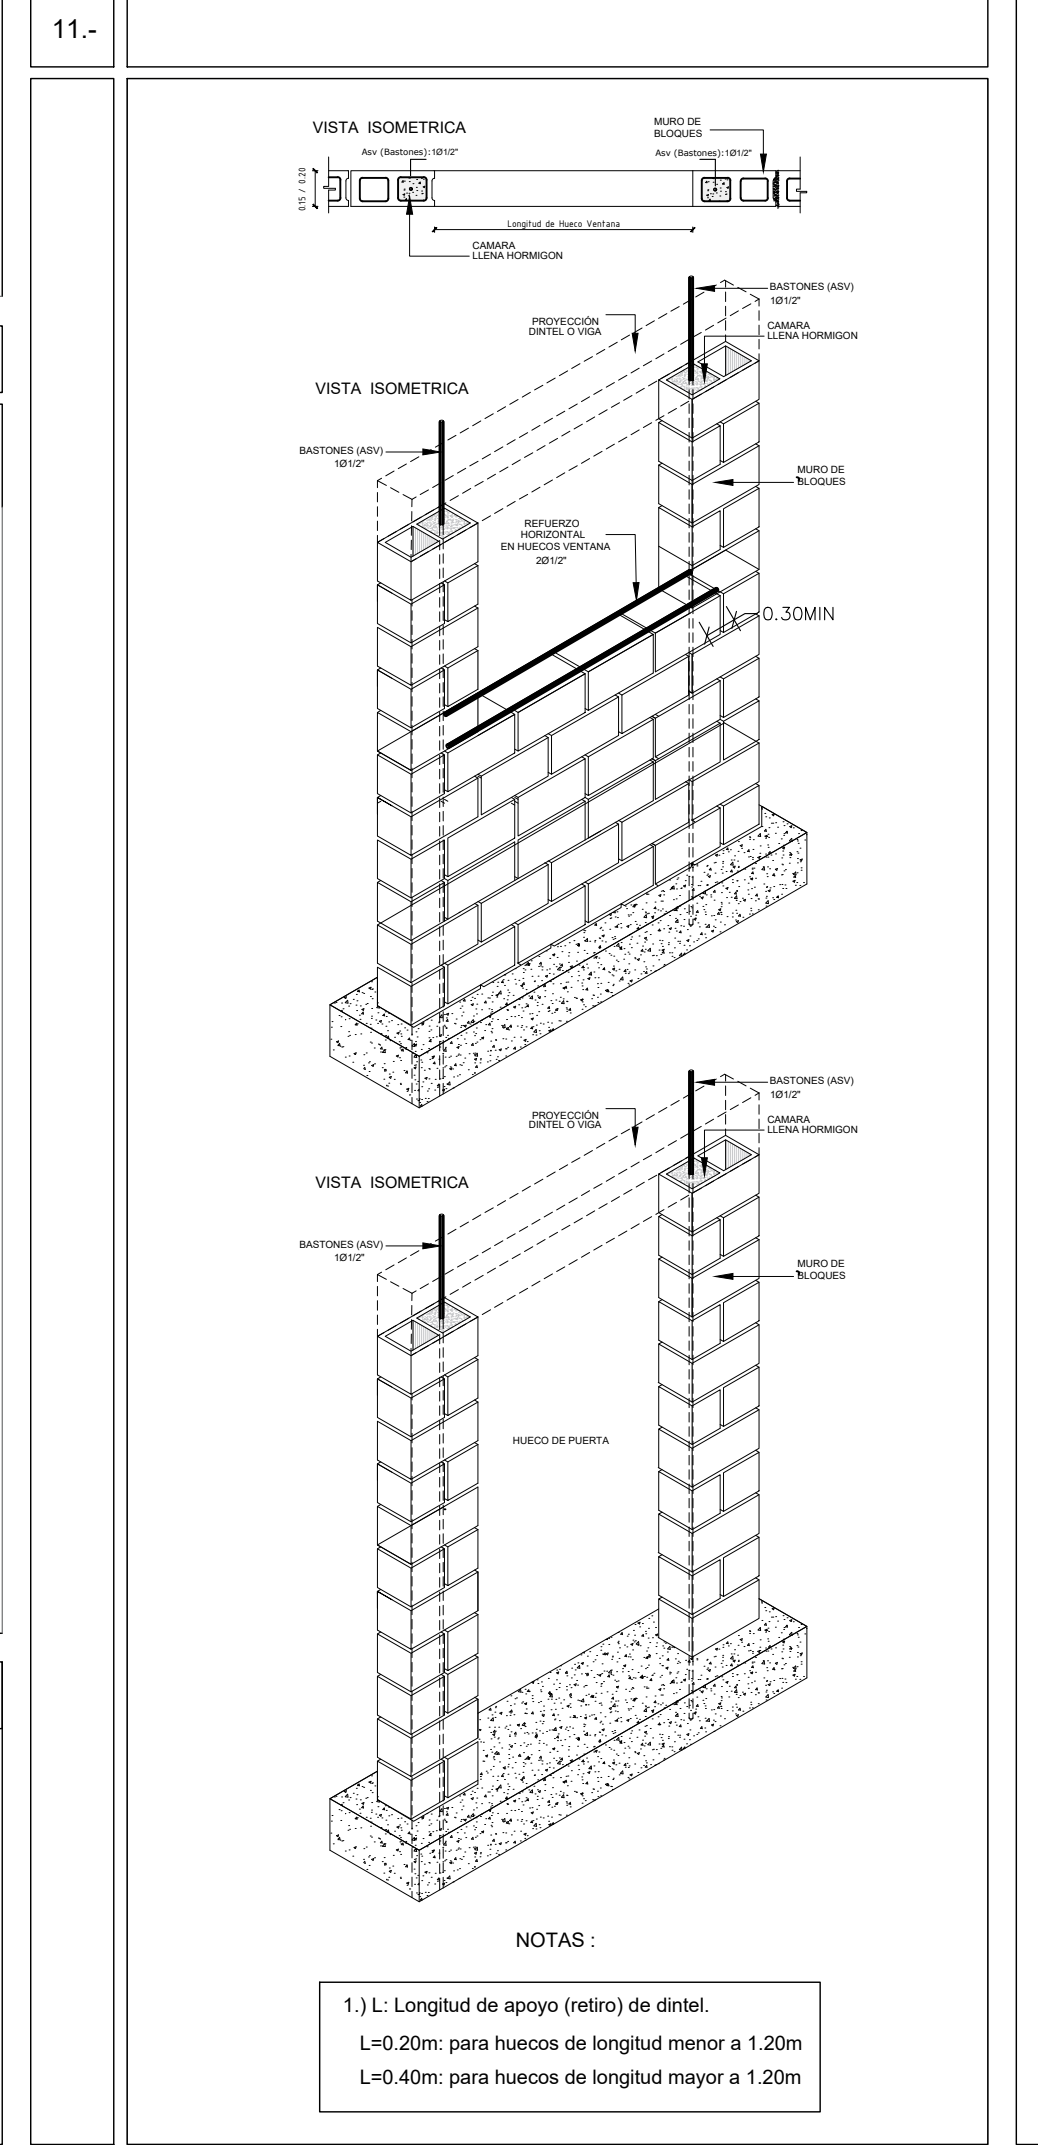 11.-
VISTA ISOMETRICA
Asv (Bastones):1Ø1/2"
MURO DE
BLOQUES
Asv (Bastones):1Ø1/2"
0.15 / 0.20
Longitud de Hueco Ventana
CAMARA
LLENA HORMIGON
BASTONES (ASV)
1Ø1/2"
PROYECCIÓN
DINTEL O VIGA
CAMARA
LLENA HORMIGON
VISTA ISOMETRICA
BASTONES (ASV)
1Ø1/2"
MURO DE
BLOQUES
REFUERZO
HORIZONTAL
EN HUECOS VENTANA
2Ø1/2"
0.30MIN
BASTONES (ASV)
1Ø1/2"
PROYECCIÓN
DINTEL O VIGA
CAMARA
LLENA HORMIGON
VISTA ISOMETRICA
BASTONES (ASV)
1Ø1/2"
MURO DE
BLOQUES
HUECO DE PUERTA
NOTAS :
1.) L: Longitud de apoyo (retiro) de dintel.
L=0.20m: para huecos de longitud menor a 1.20m
L=0.40m: para huecos de longitud mayor a 1.20m